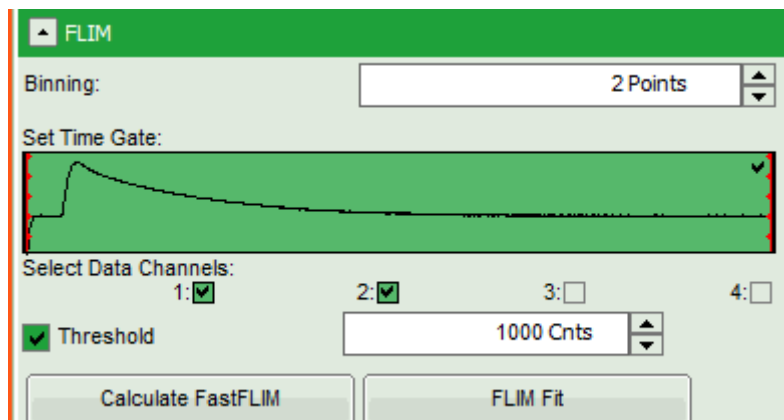 FLIM
Binning: 2 Points
Set Time Gate:
Select Data Channels:
1: 2: 3: 4:
Threshold 1000 Cnts
Calculate FastFLIM FLIM Fit